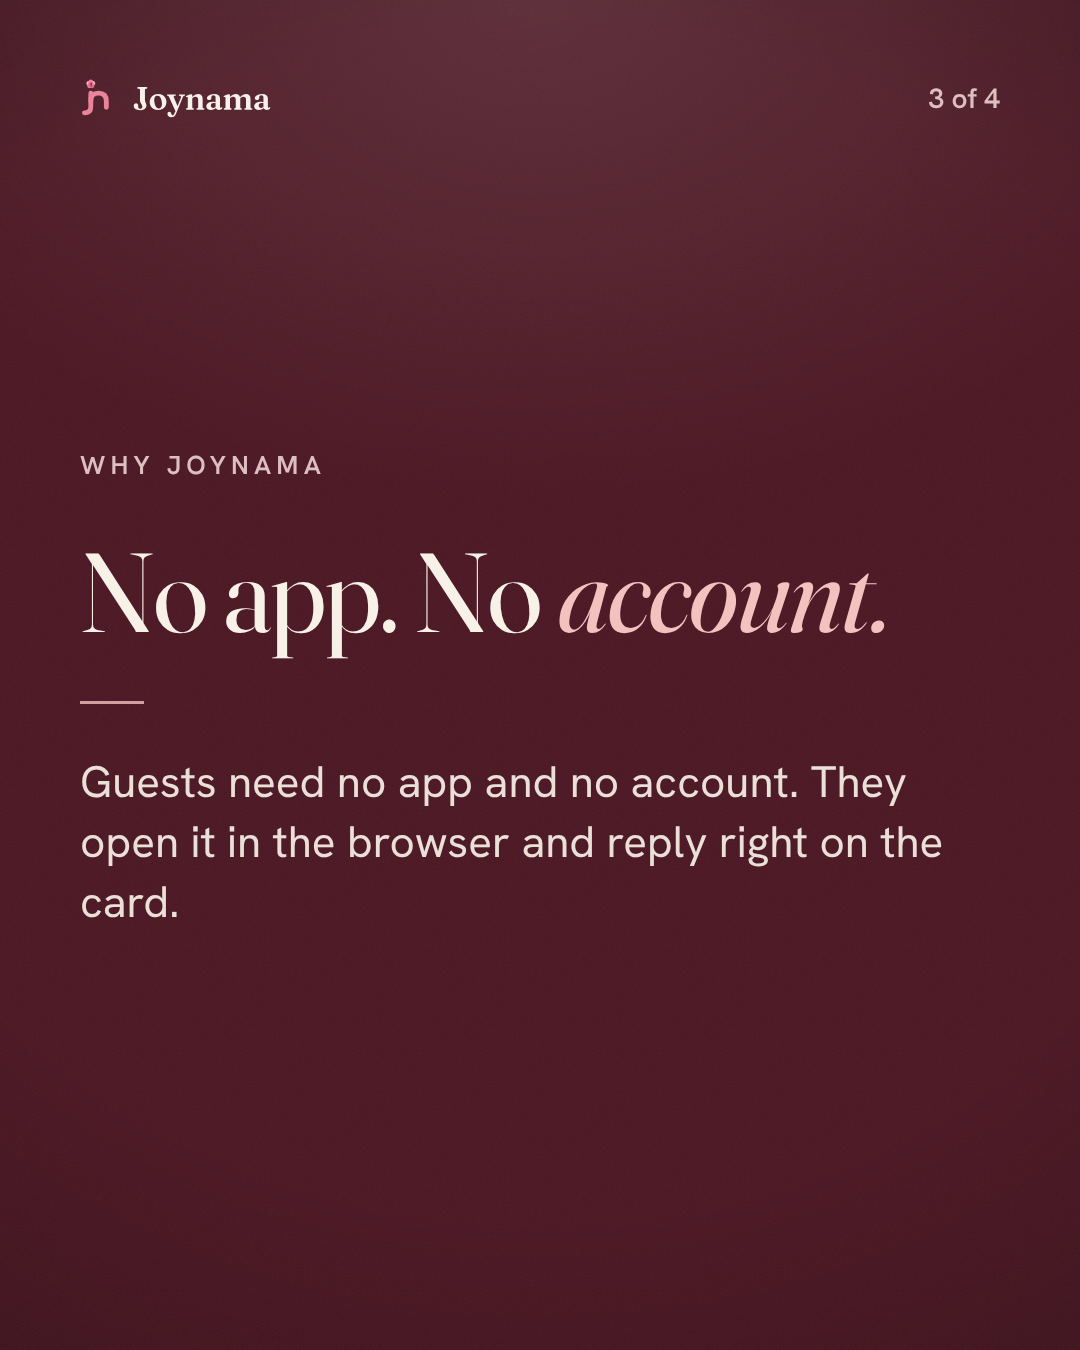 Joynama
3 of 4
WHY JOYNAMA
No app. No account.
Guests need no app and no account. They
open it in the browser and reply right on the
card.